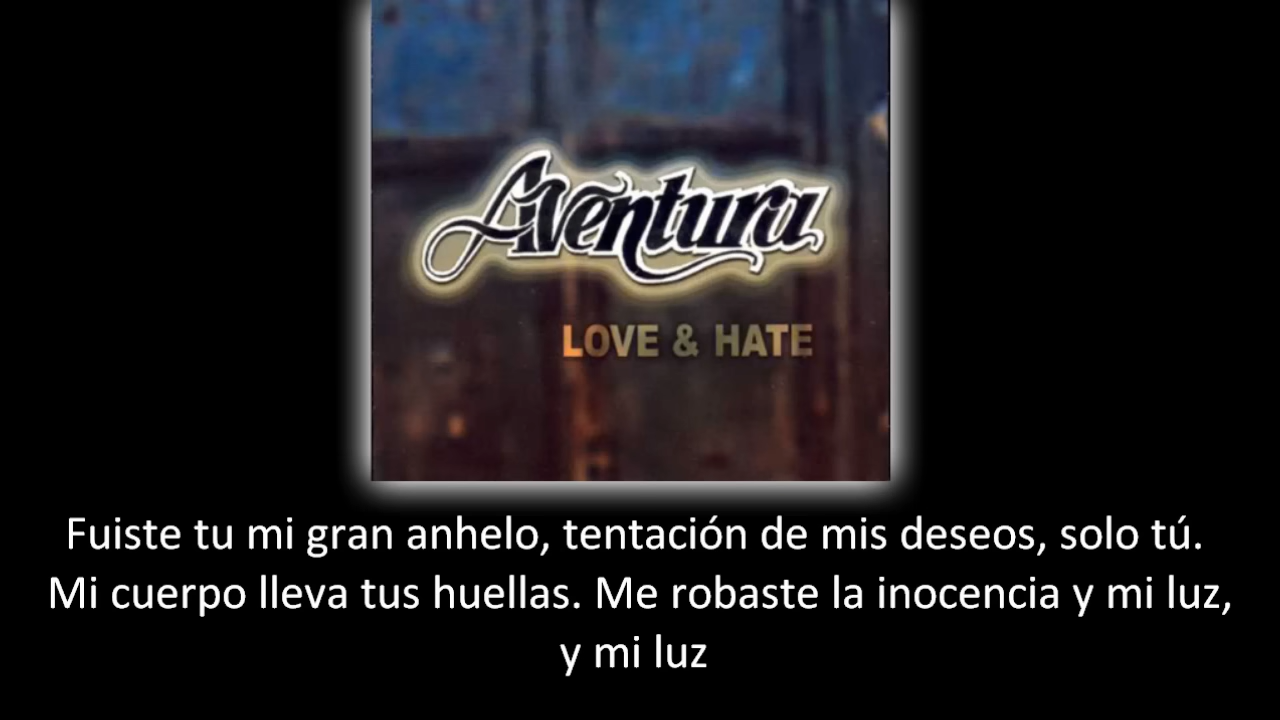 Aventura
LOVE & HATE
Fuiste tu mi gran anhelo, tentación de mis deseos, solo tú.
Mi cuerpo lleva tus huellas. Me robaste la inocencia y mi luz,
y mi luz